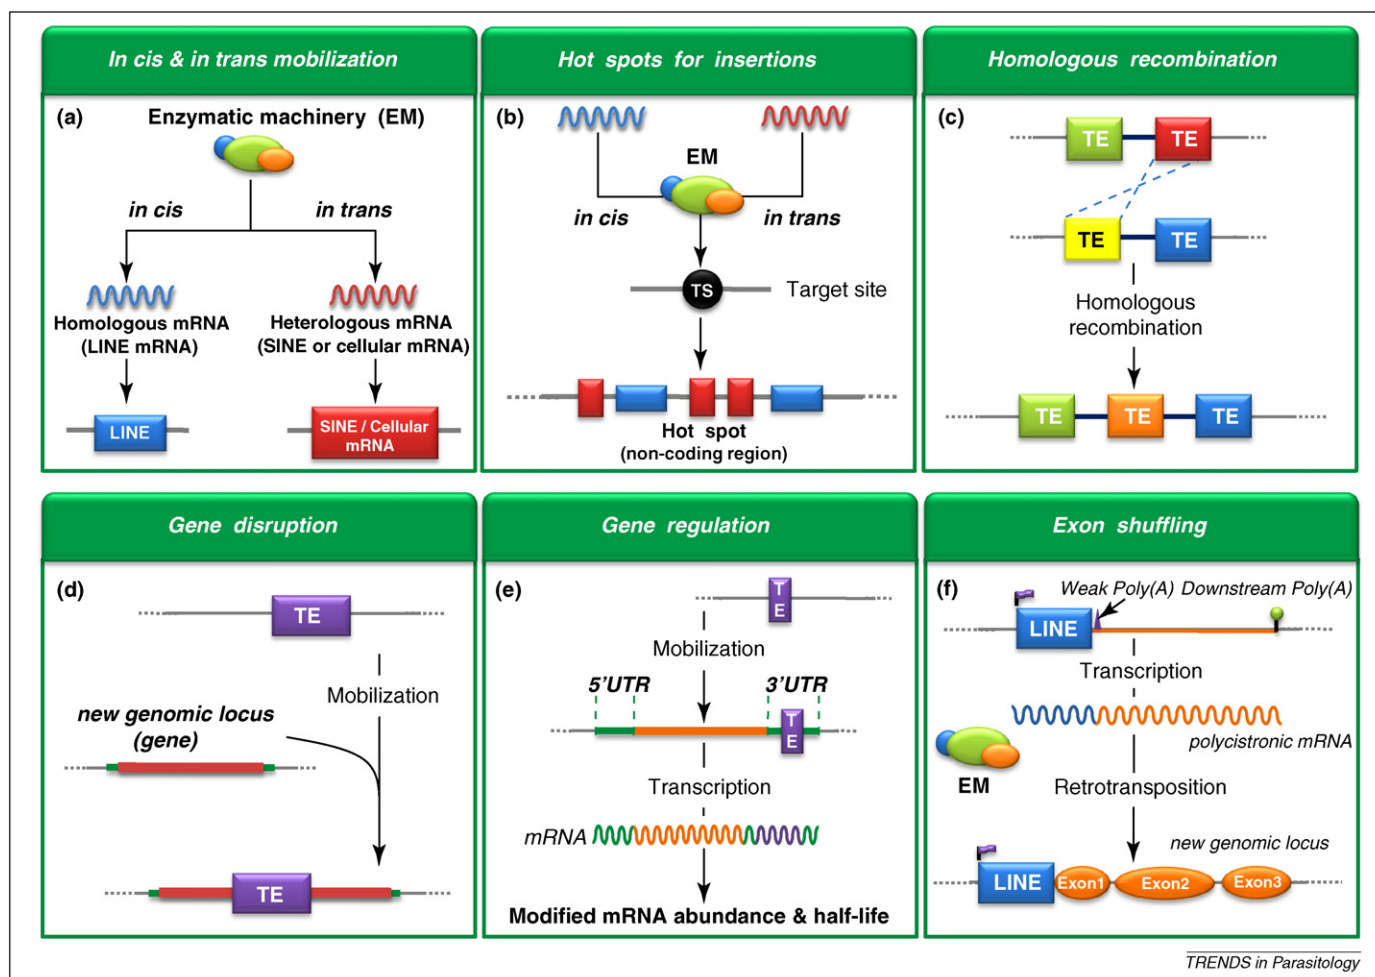 In cis & in trans mobilization
(a)
Enzymatic machinery (EM)
in cis
in trans
Homologous mRNA
(LINE mRNA)
Heterologous mRNA
(SINE or cellular mRNA)
LINE
SINE / Cellular
mRNA
Hot spots for insertions
(b)
EM
in cis
in trans
TS
Target site
Hot spot
(non-coding region)
Homologous recombination
(c)
TE
TE
TE
TE
Homologous
recombination
TE
TE
TE
Gene disruption
(d)
TE
Mobilization
new genomic locus
(gene)
TE
Gene regulation
(e)
T
E
Mobilization
5'UTR
3'UTR
T
E
Transcription
mRNA
Modified mRNA abundance & half-life
Exon shuffling
(f)
Weak Poly(A)
Downstream Poly(A)
LINE
Transcription
polycistronic mRNA
EM
Retrotransposition
new genomic locus
LINE
Exon1
Exon2
Exon3
TRENDS in Parasitology